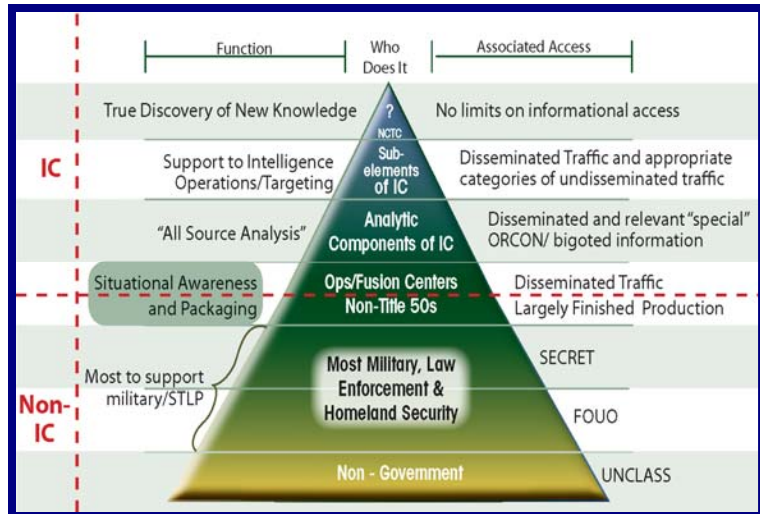 Function
Who
Does It
Associated Access
True Discovery of New Knowledge
?
No limits on informational access
NCTC
IC
Support to Intelligence
Operations/Targeting
Sub-
elements
of IC
Disseminated Traffic and appropriate
categories of undisseminated traffic
“All Source Analysis”
Analytic
Components of IC
Disseminated and relevant “special”
ORCON/ bigoted information
Situational Awareness
and Packaging
Ops/Fusion Centers
Non-Title 50s
Disseminated Traffic
Largely Finished Production
Most to support
military/STLP
Most Military, Law
Enforcement &
Homeland Security
SECRET
FOUO
Non-
IC
Non - Government
UNCLASS